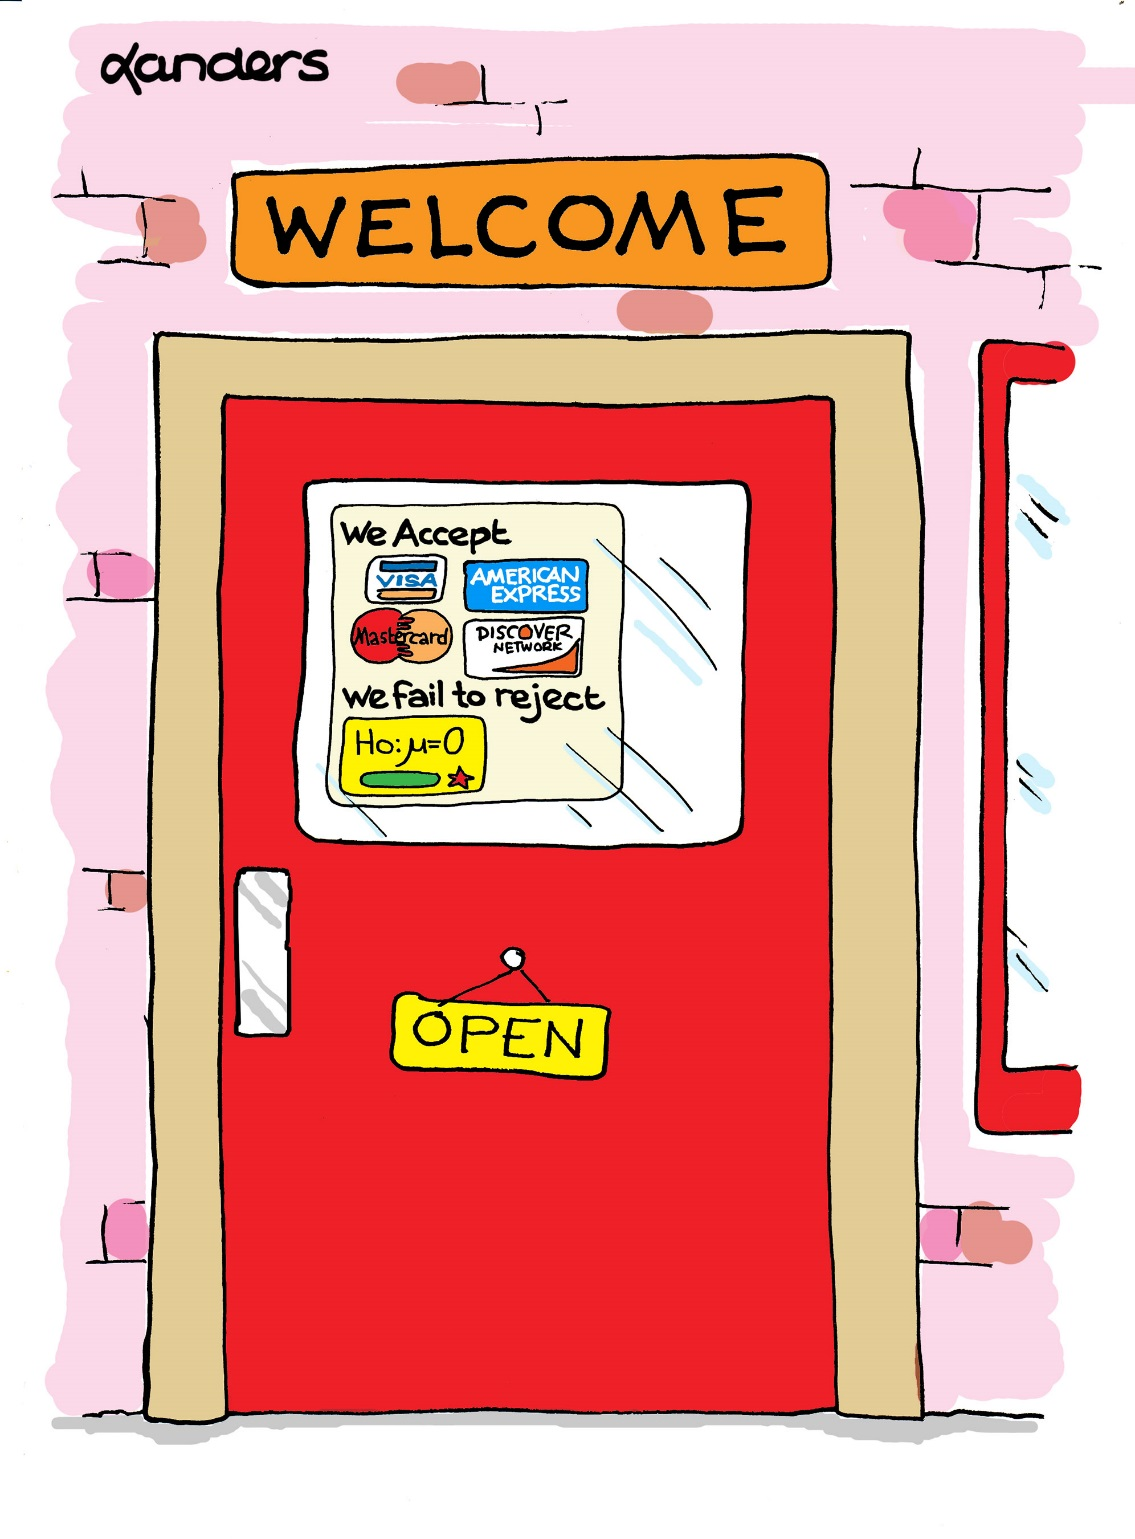 Landers
WELCOME
We Accept
VISA
AMERICAN
EXPRESS
Mastercard
DISCOVER
NETWORK
we fail to reject
Ho: μ=0
OPEN